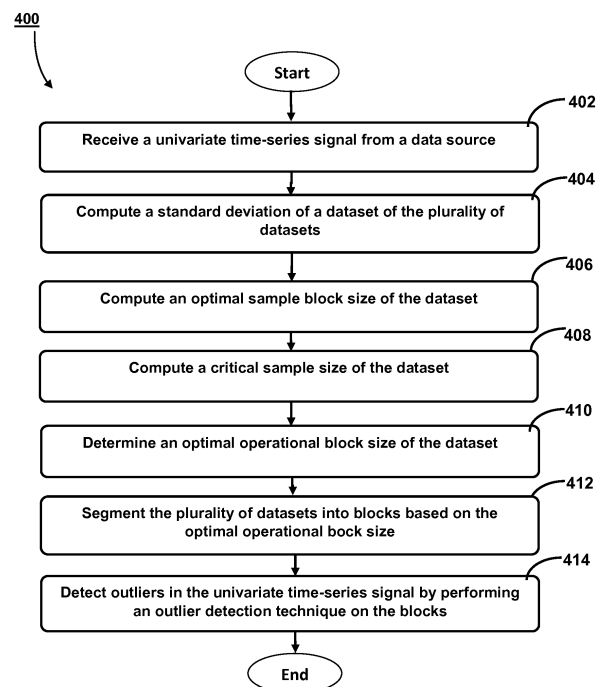 400
Start
402
Receive a univariate time-series signal from a data source
404
Compute a standard deviation of a dataset of the plurality of
datasets
406
Compute an optimal sample block size of the dataset
408
Compute a critical sample size of the dataset
410
Determine an optimal operational block size of the dataset
412
Segment the plurality of datasets into blocks based on the
optimal operational bock size
414
Detect outliers in the univariate time-series signal by performing
an outlier detection technique on the blocks
End